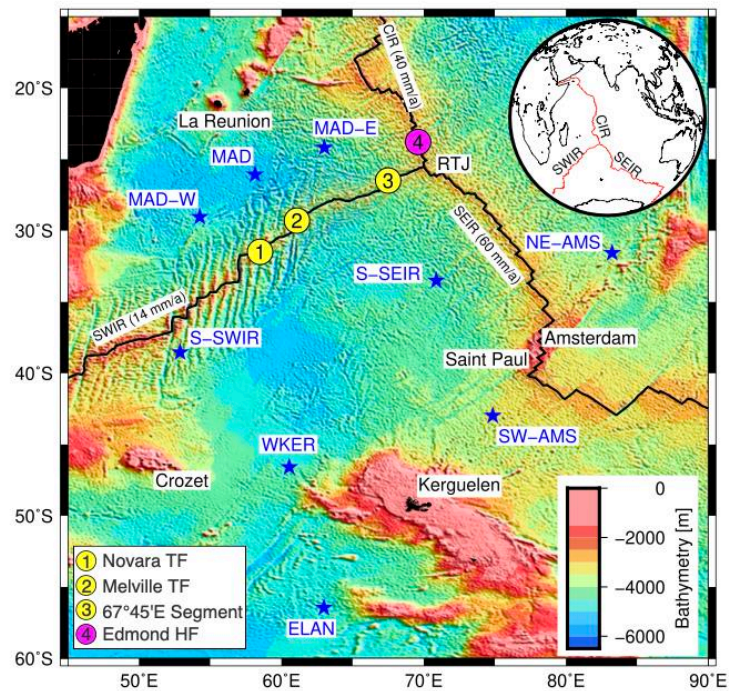 CIR (40 mm/a)
20°S
La Reunion
MAD-E
MAD
4
RTJ
CIR
SWIR
SEIR
MAD-W
3
30°S
2
1
SEIR (60 mm/a)
NE-AMS
S-SEIR
SWIR (14 mm/a)
S-SWIR
Amsterdam
Saint Paul
40°S
SW-AMS
WKER
Crozet
Kerguelen
50°S
0
-2000
-4000
-6000
Bathymetry [m]
1 Novara TF
2 Melville TF
3 67°45'E Segment
4 Edmond HF
ELAN
60°S
50°E
60°E
70°E
80°E
90°E